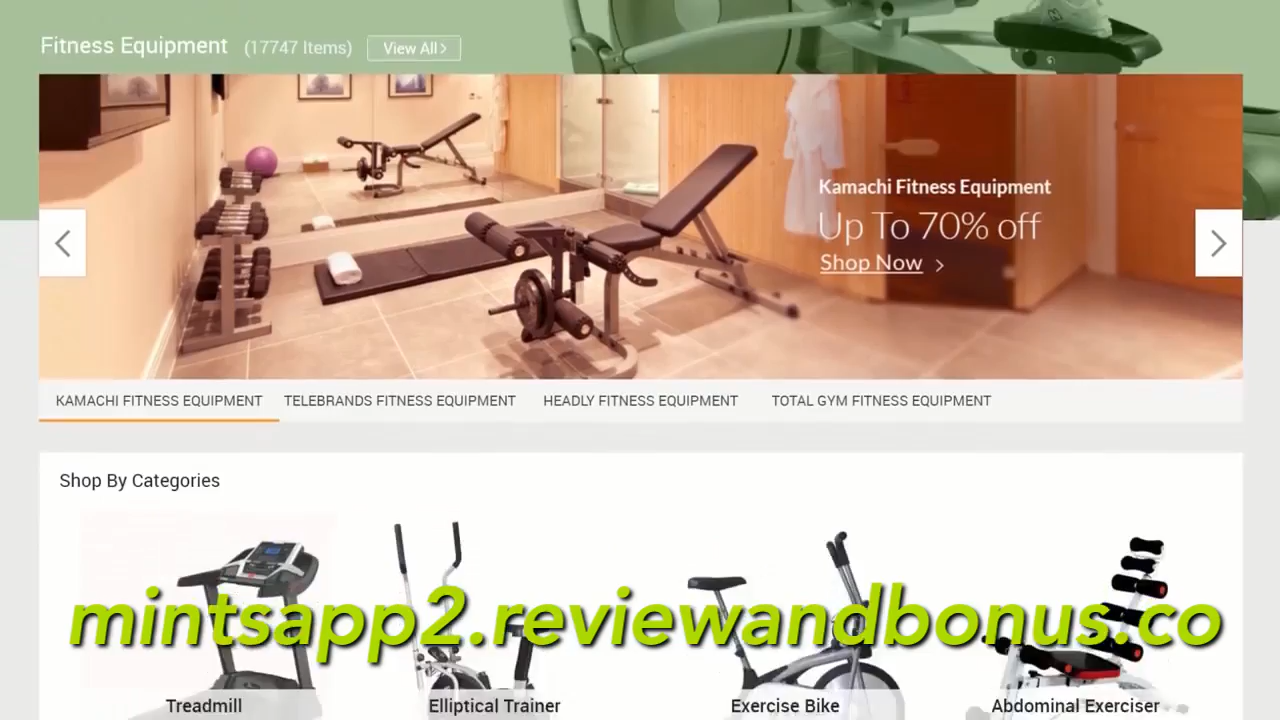 Fitness Equipment (17747 Items) View All >
Kamachi Fitness Equipment
Up To 70% off
Shop Now >
KAMACHI FITNESS EQUIPMENT TELEBRANDS FITNESS EQUIPMENT HEADLY FITNESS EQUIPMENT TOTAL GYM FITNESS EQUIPMENT
Shop By Categories
mintsapp2.reviewandbonus.co
Treadmill Elliptical Trainer Exercise Bike Abdominal Exerciser